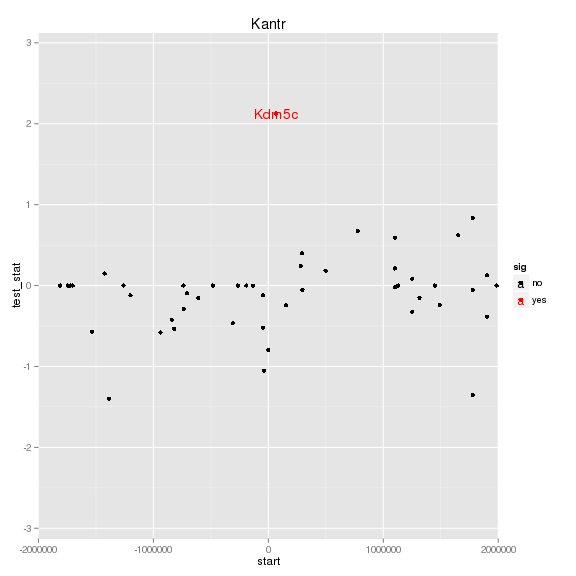 Kantr
3
2
1
0
-1
-2
-3
test_stat
Kdm5c
-2000000
-1000000
0
1000000
2000000
start
sig
a no
a yes